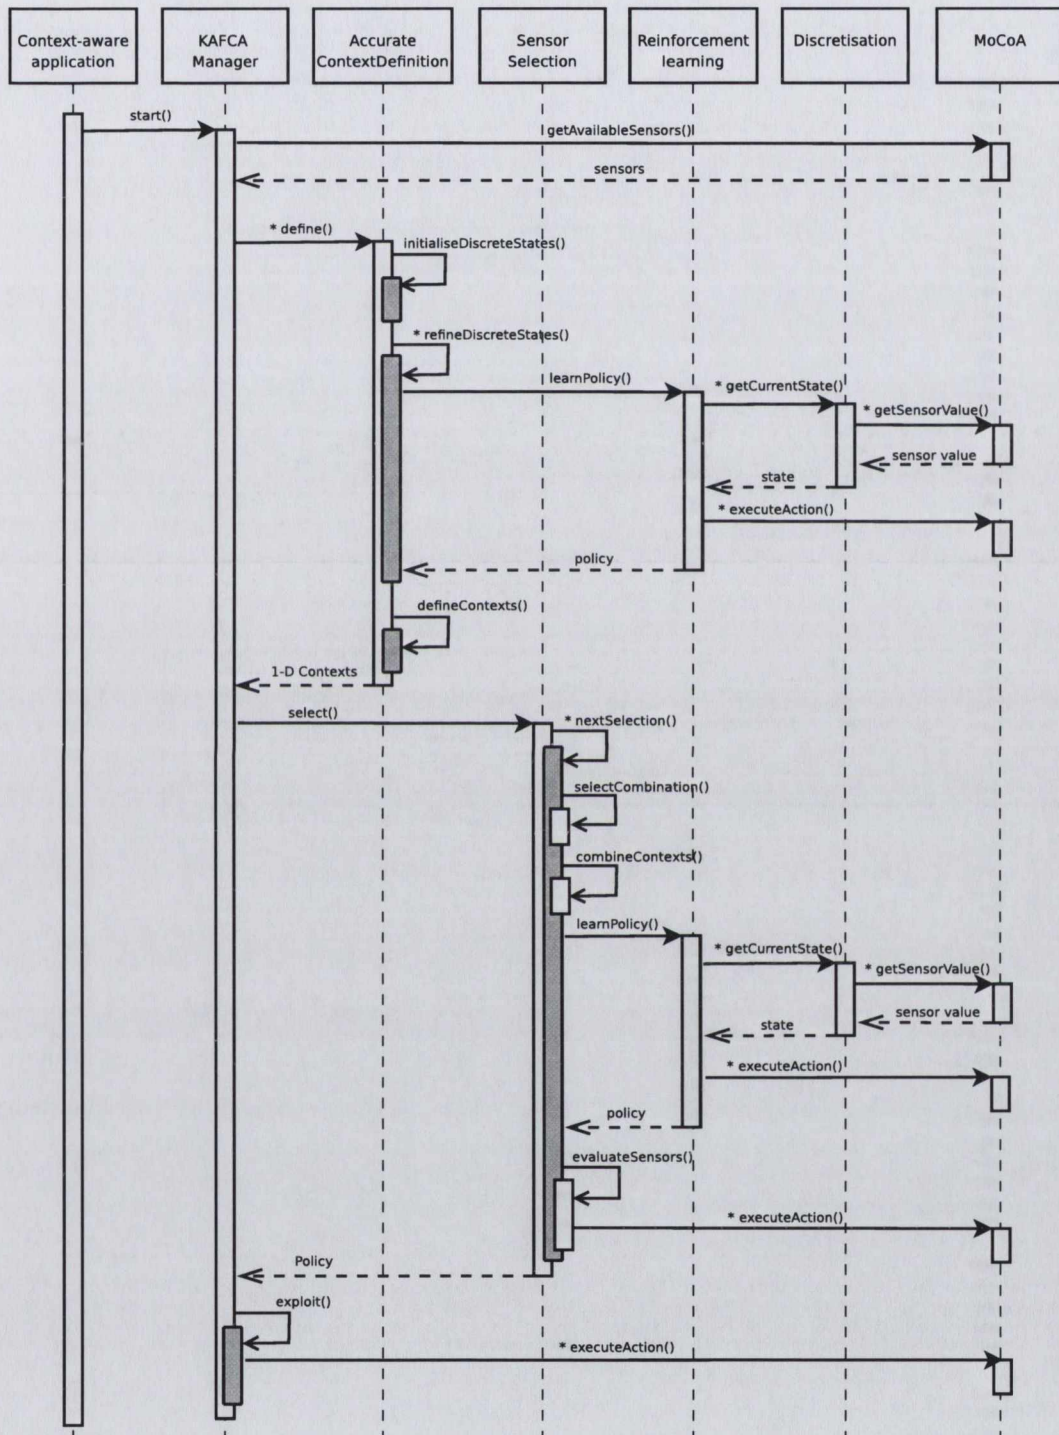 Context-aware
application
KAFCA
Manager
Accurate
ContextDefinition
Sensor
Selection
Reinforcement
learning
Discretisation
MoCoA
start()
getAvailableSensors()
sensors
* define()
initialiseDiscreteStates()
* refineDiscreteStates()
learnPolicy()
* getCurrentState()
* getSensorValue()
sensor value
state
* executeAction()
policy
defineContexts()
1-D Contexts
select()
* nextSelection()
selectCombination()
combineContexts()
learnPolicy()
* getCurrentState()
* getSensorValue()
sensor value
state
* executeAction()
policy
evaluateSensors()
* executeAction()
Policy
exploit()
* executeAction()